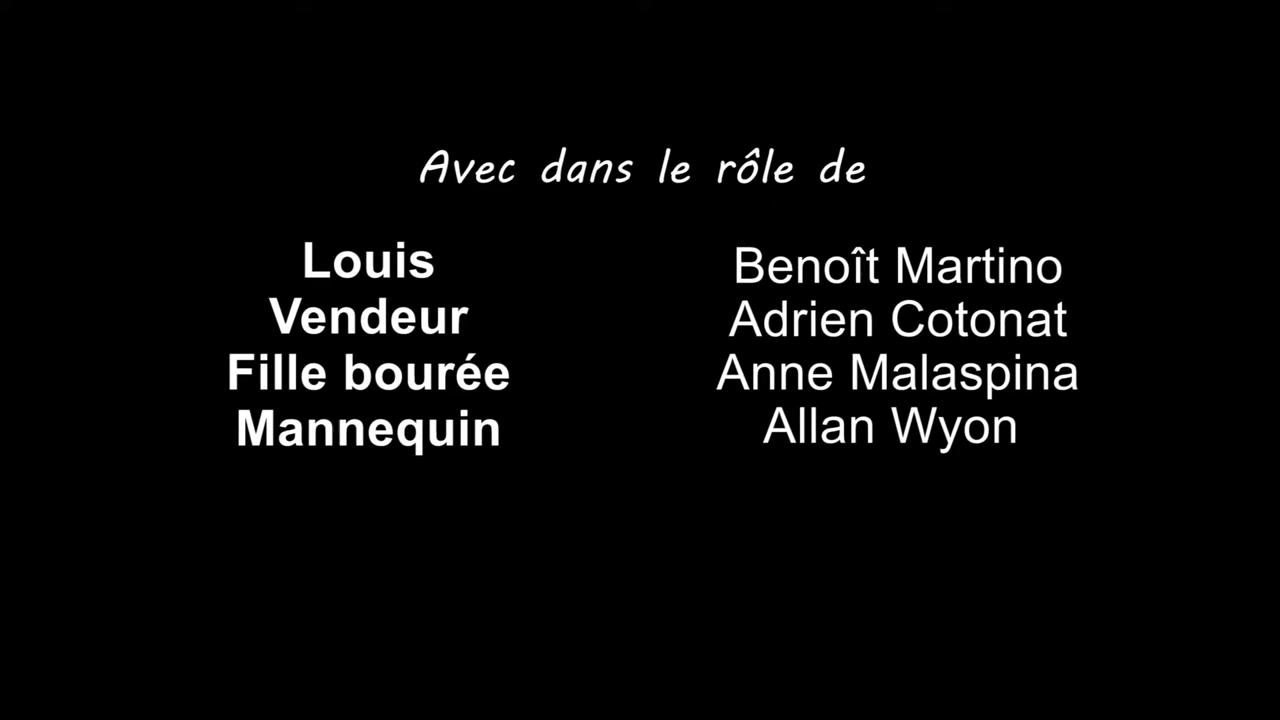 Avec dans le rôle de
Louis Benoît Martino
Vendeur Adrien Cotonat
Fille bourée Anne Malaspina
Mannequin Allan Wyon